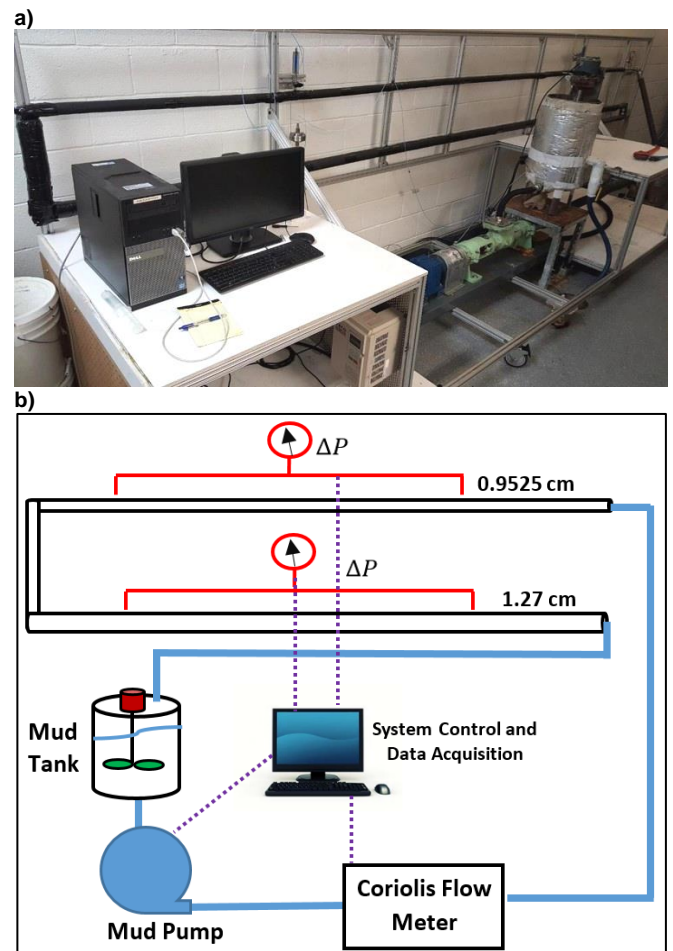 a)
DELL
b)
ΔP
0.9525 cm
ΔP
1.27 cm
Mud
Tank
System Control and
Data Acquisition
Coriolis Flow
Meter
Mud Pump